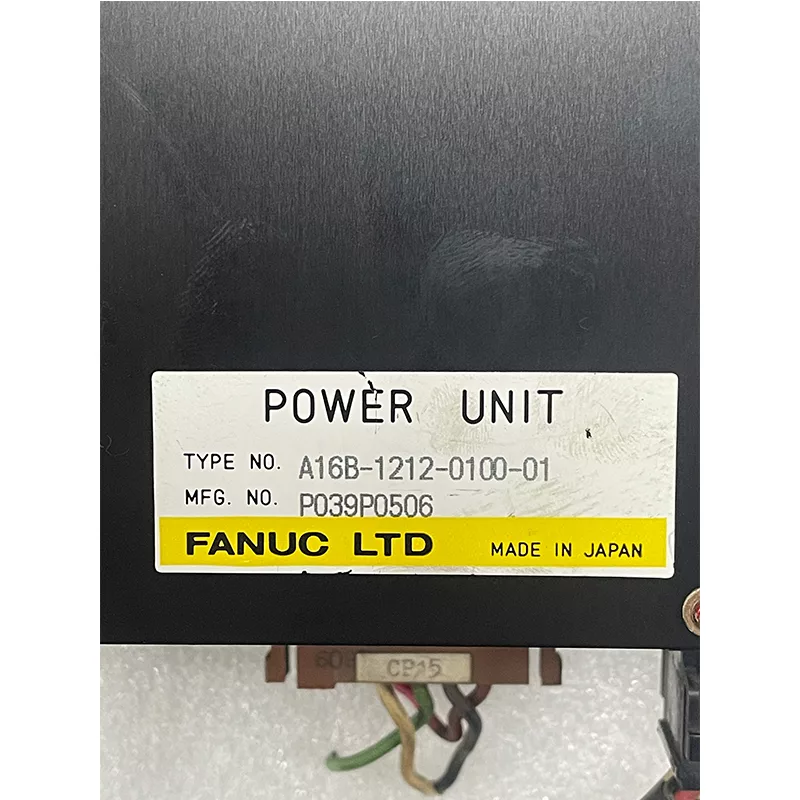 POWER UNIT
TYPE NO. A16B-1212-0100-01
MFG. NO. P039P0506
FANUC LTD MADE IN JAPAN
CP15